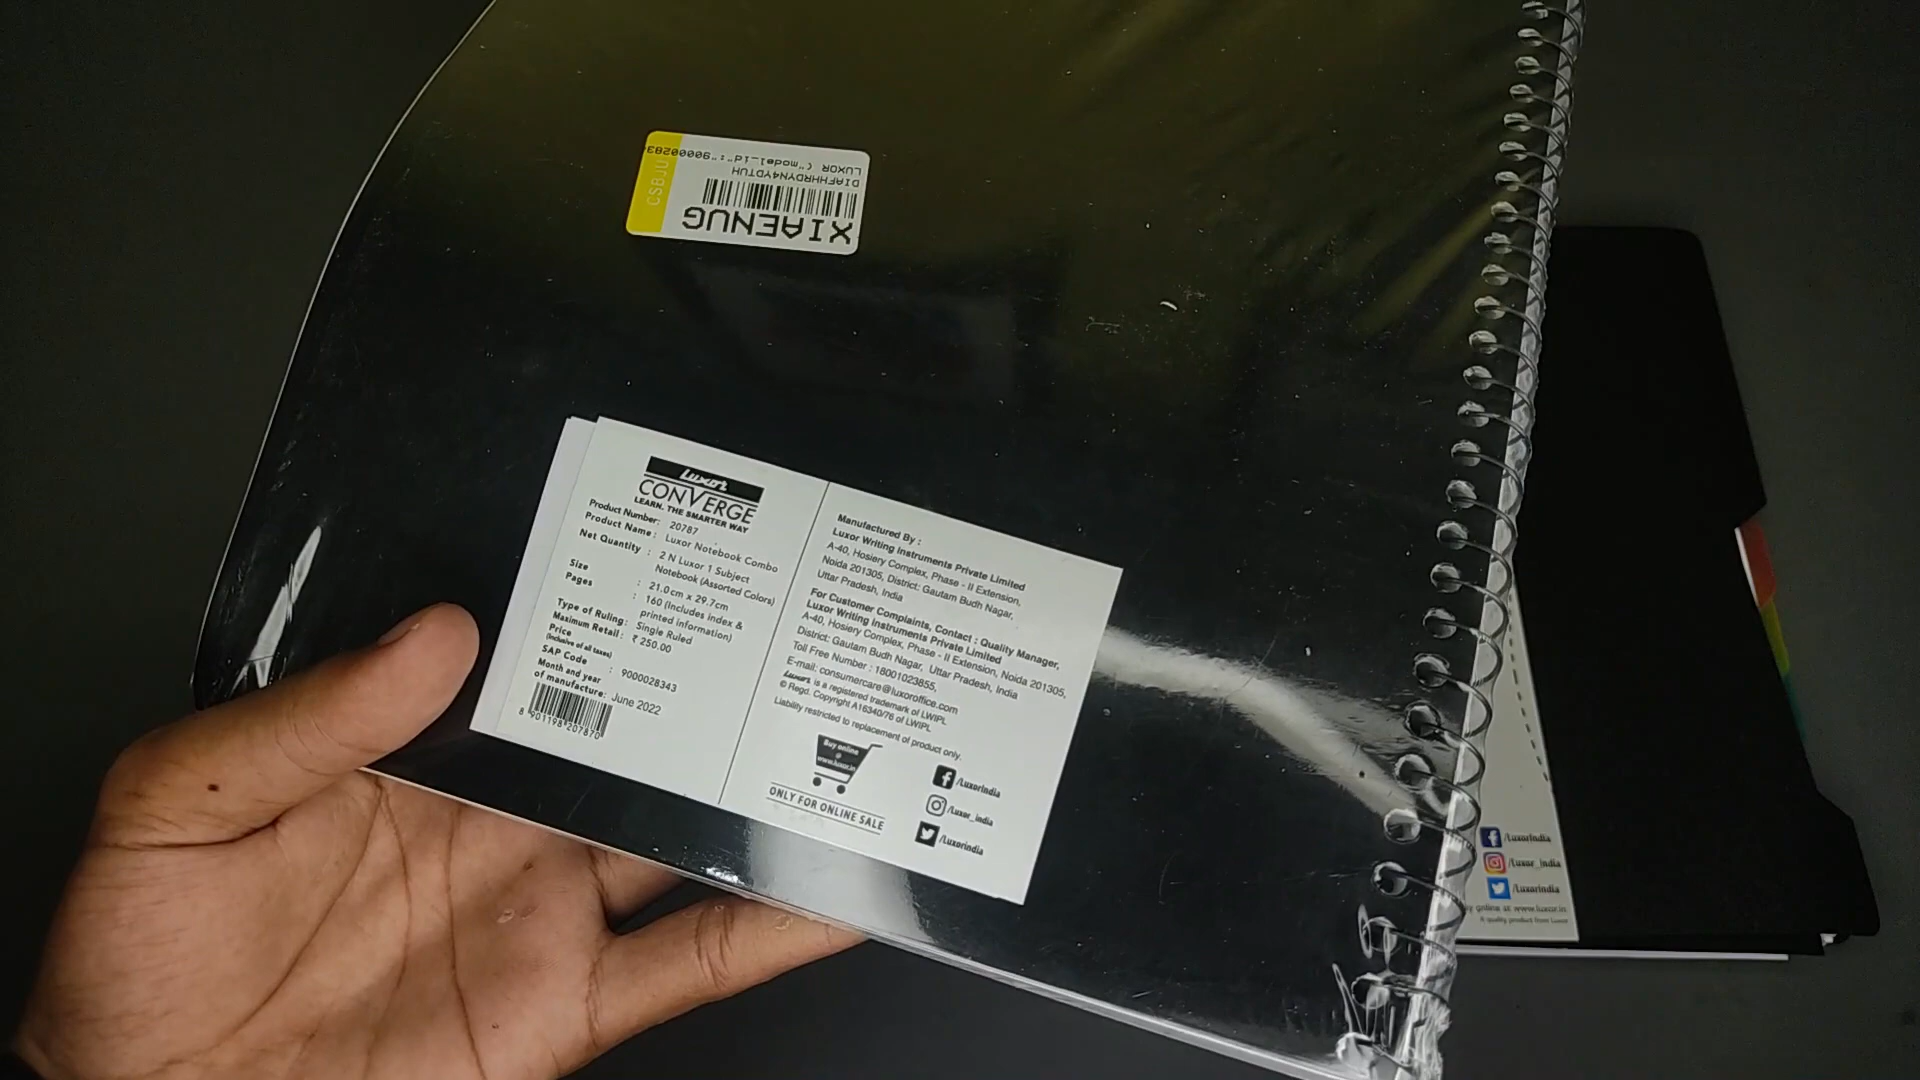 CSBJU
XIAENUG
DIAFHHRDYN4YDTUH
LUXOR {"model_id":"900002834
Luxor
CONVERGE
LEARN. THE SMARTER WAY
Product Number: 20787
Product Name : Luxor Notebook Combo
Net Quantity : 2 N Luxor 1 Subject
Notebook (Assorted Colors)
Size : 21.0cm x 29.7cm
Pages : 160 (Includes Index &
printed information)
Type of Ruling: Single Ruled
Maximum Retail : ₹ 250.00
Price
(Inclusive of all taxes)
SAP Code : 9000028343
Month and year
of manufacture: June 2022
8 901198 207870
Manufactured By :
Luxor Writing Instruments Private Limited
A-40, Hosiery Complex, Phase - II Extension,
Noida 201305, District: Gautam Budh Nagar,
Uttar Pradesh, India
For Customer Complaints, Contact : Quality Manager,
Luxor Writing Instruments Private Limited
A-40, Hosiery Complex, Phase - II Extension, Noida 201305,
District: Gautam Budh Nagar, Uttar Pradesh, India
Toll Free Number : 18001023855,
E-mail: consumercare@luxoroffice.com
Luxor is a registered trademark of LWIPL
© Regd. Copyright A16340/76 of LWIPL
Liability restricted to replacement of product only.
Buy online
@
www.luxor.in
ONLY FOR ONLINE SALE
/LuxorIndia
/Luxor_india
/Luxorindia
/LuxorIndia
/Luxor_india
/Luxorindia
online at www.luxor.in
A quality product from Luxor